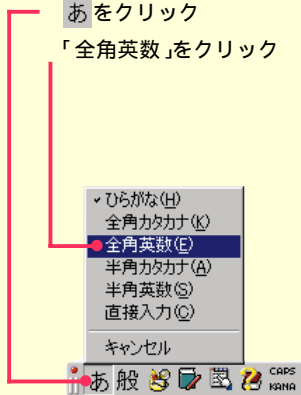 あをクリック
「全角英数」をクリック
✓ひらがな(H)
全角カタカナ(K)
全角英数(E)
半角カタカナ(A)
半角英数(S)
直接入力(C)
キャンセル
あ 般 CAPS
KANA